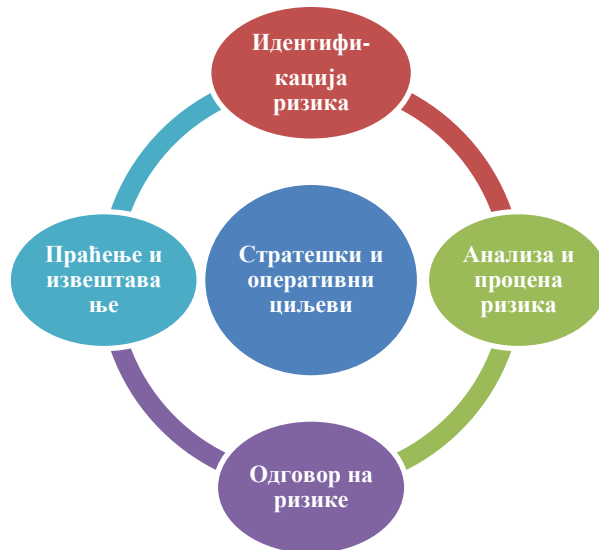 Идентифи-
кација
ризика
Праћење и
извештава
ње
Стратешки и
оперативни
циљеви
Анализа и
процена
ризика
Одговор на
ризике